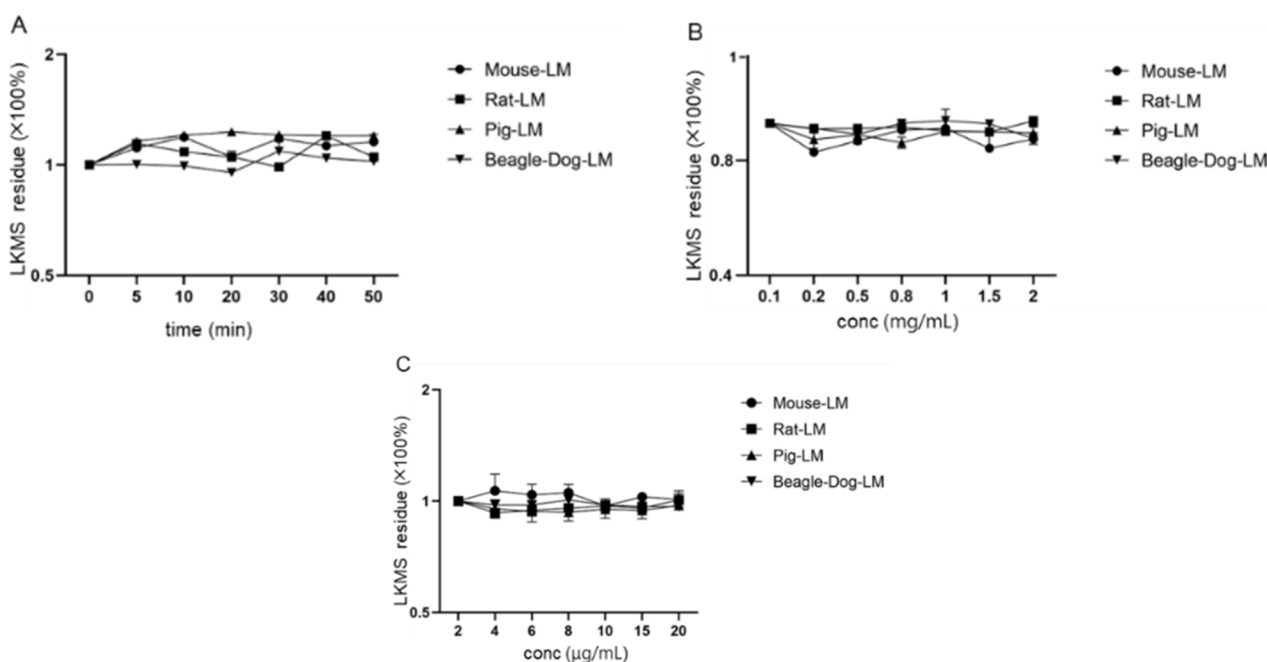 A
LKMS residue (×100%)
2
1
0.5
0 5 10 20 30 40 50
time (min)
Mouse-LM
Rat-LM
Pig-LM
Beagle-Dog-LM
B
LKMS residue (×100%)
1
0.8
0.4
0.1 0.2 0.5 0.8 1 1.5 2
conc (mg/mL)
Mouse-LM
Rat-LM
Pig-LM
Beagle-Dog-LM
C
LKMS residue (×100%)
2
1
0.5
2 4 6 8 10 15 20
conc (µg/mL)
Mouse-LM
Rat-LM
Pig-LM
Beagle-Dog-LM